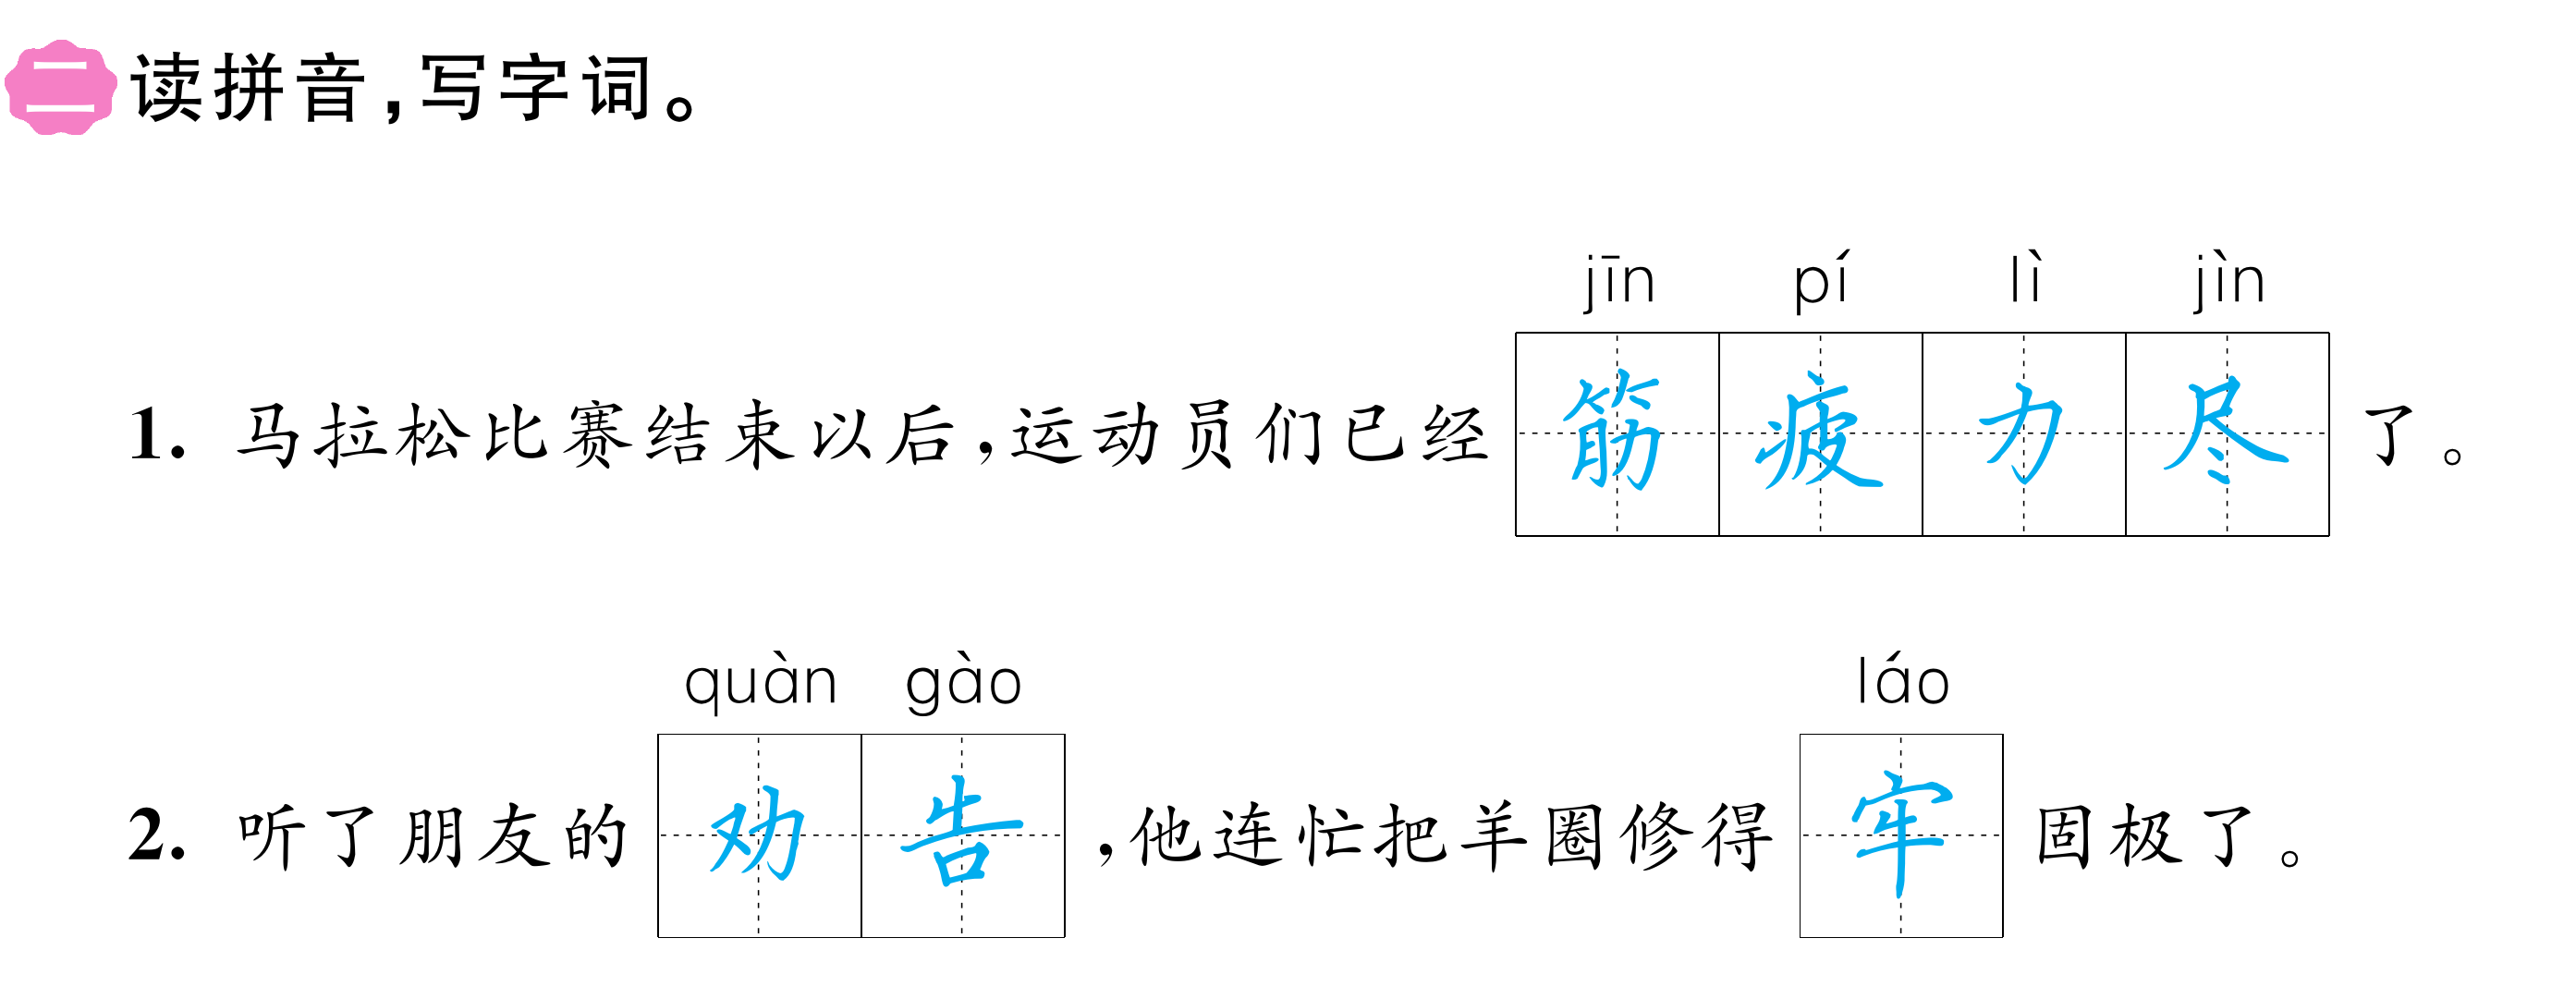 二 读拼音,写字词。
jīn pí lì jìn
1. 马拉松比赛结束以后,运动员们已经筋疲力尽了。
quàn gào láo
2. 听了朋友的劝告,他连忙把羊圈修得牢固极了。